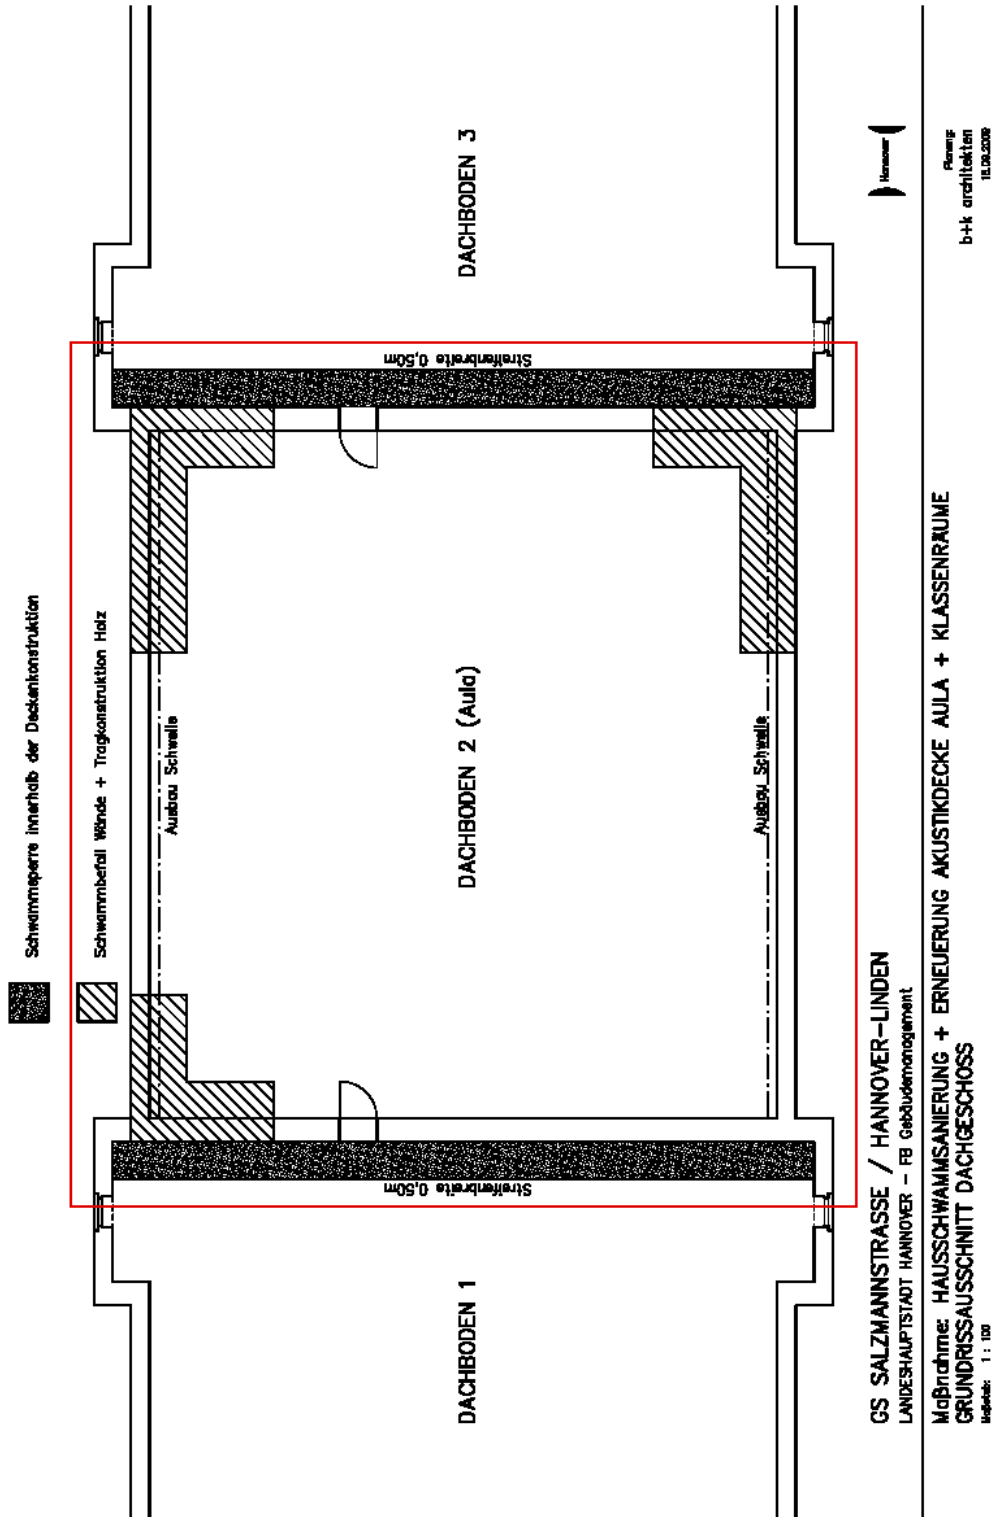 Schwammsperre innerhalb der Deckenkonstruktion
Schwammbefall Wände + Tragkonstruktion Holz
DACHBODEN 1
Streifenbreite 0,50m
Ausbau Schwelle
DACHBODEN 2 (Aula)
Ausbau Schwelle
Streifenbreite 0,50m
DACHBODEN 3
GS SALZMANNSTRASSE / HANNOVER-LINDEN
LANDESHAUPTSTADT HANNOVER - FB Gebäudemanagement
Hannover
Maßnahme: HAUSSCHWAMMSANIERUNG + ERNEUERUNG AKUSTIKDECKE AULA + KLASSENRÄUME
GRUNDRISSAUSSCHNITT DACHGESCHOSS
Maßstab: 1 : 100
Planung:
b+k architekten